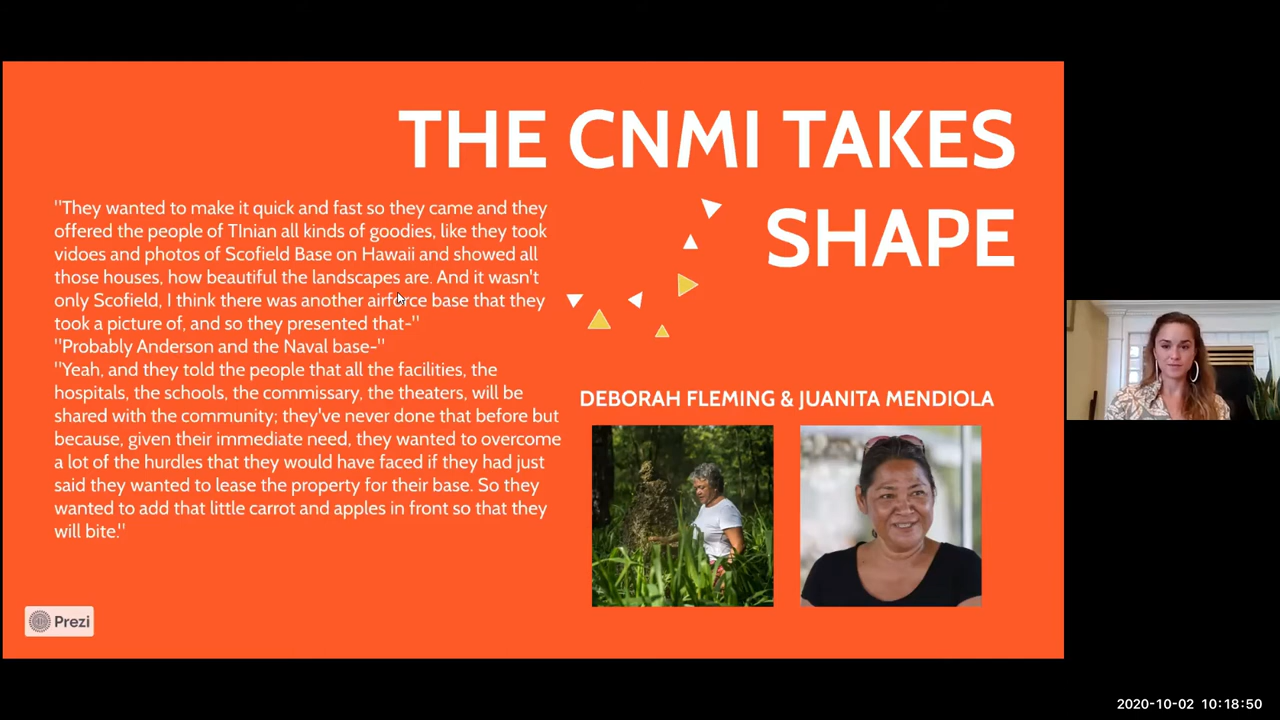 THE CNMI TAKES
SHAPE
"They wanted to make it quick and fast so they came and they
offered the people of TInian all kinds of goodies, like they took
vidoes and photos of Scofield Base on Hawaii and showed all
those houses, how beautiful the landscapes are. And it wasn't
only Scofield, I think there was another airforce base that they
took a picture of, and so they presented that-"
"Probably Anderson and the Naval base-"
"Yeah, and they told the people that all the facilities, the
hospitals, the schools, the commissary, the theaters, will be
shared with the community; they've never done that before but
because, given their immediate need, they wanted to overcome
a lot of the hurdles that they would have faced if they had just
said they wanted to lease the property for their base. So they
wanted to add that little carrot and apples in front so that they
will bite."
DEBORAH FLEMING & JUANITA MENDIOLA
Prezi
2020-10-02 10:18:50